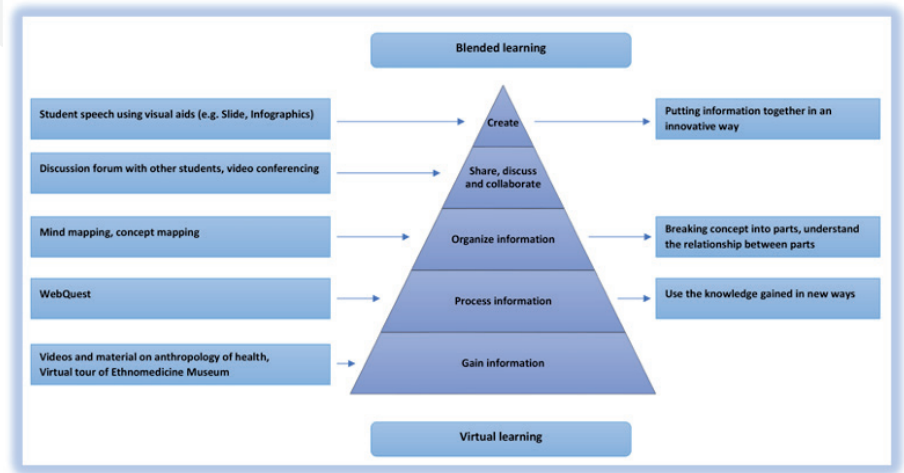 Blended learning
Student speech using visual aids (e.g. Slide, Infographics)
Create
Putting information together in an
innovative way
Discussion forum with other students, video conferencing
Share, discuss
and collaborate
Mind mapping, concept mapping
Organize information
Breaking concept into parts, understand
the relationship between parts
WebQuest
Process information
Use the knowledge gained in new ways
Videos and material on anthropology of health,
Virtual tour of Ethnomedicine Museum
Gain information
Virtual learning